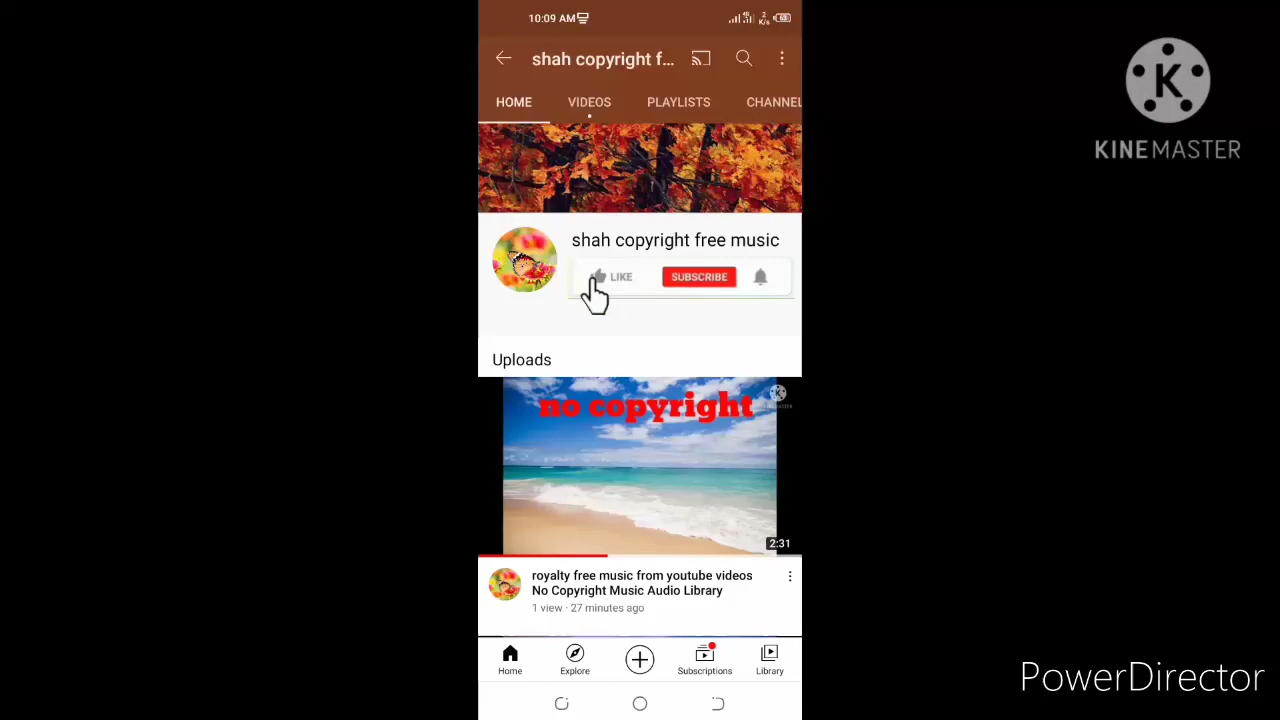 10:09 AM
shah copyright f...
HOME VIDEOS PLAYLISTS CHANNEL
K
KINEMASTER
shah copyright free music
LIKE SUBSCRIBE
Uploads
no copyright
2:31
royalty free music from youtube videos
No Copyright Music Audio Library
1 view · 27 minutes ago
Home Explore Subscriptions Library
PowerDirector